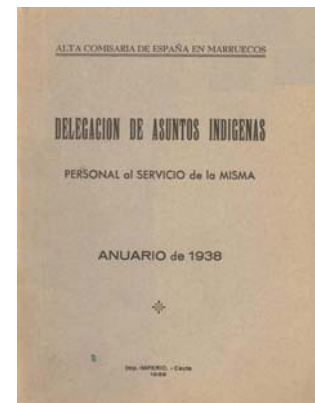 ALTA COMISARIA DE ESPAÑA EN MARRUECOS
DELEGACION DE ASUNTOS INDIGENAS
PERSONAL al SERVICIO de la MISMA
ANUARIO de 1938
Imp. IMPERIO. - Ceuta